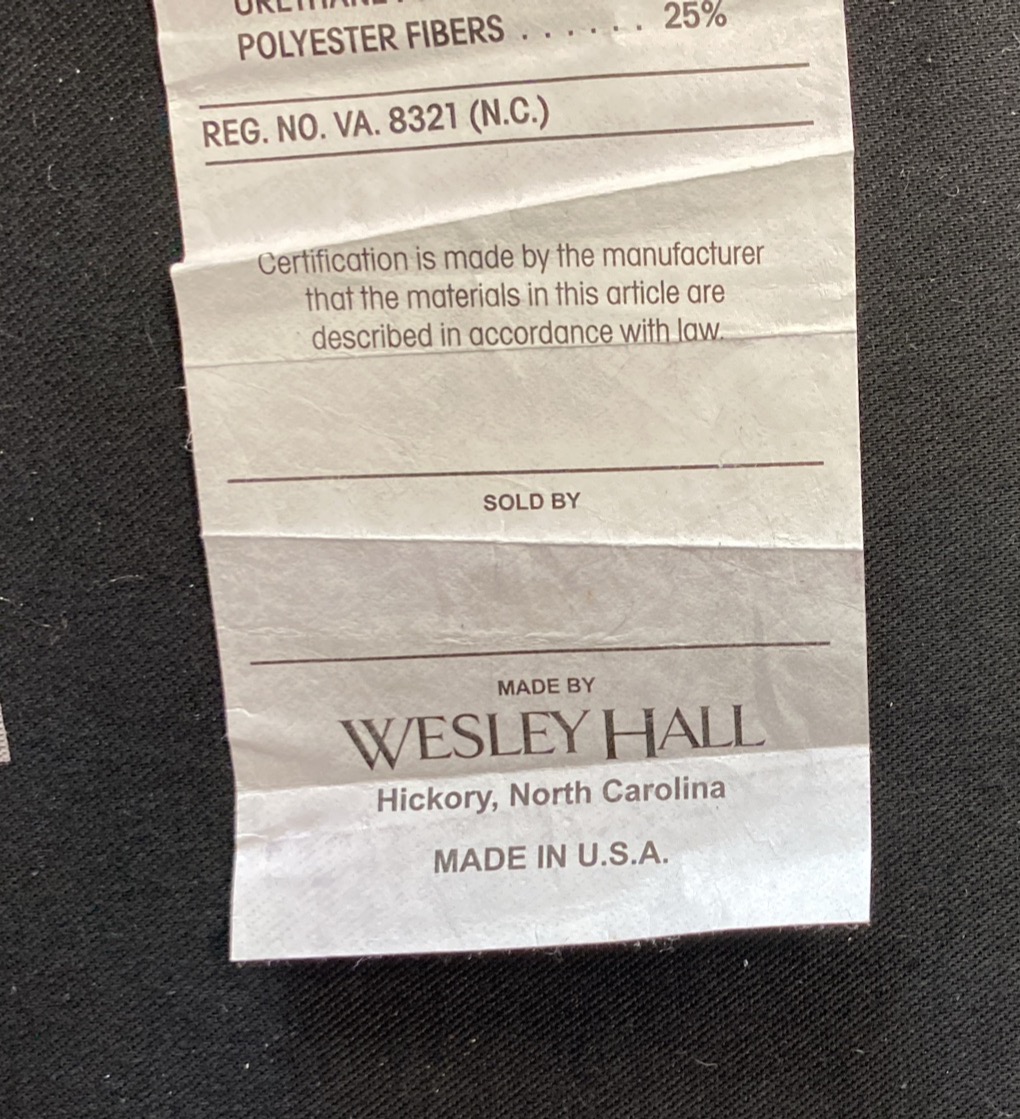 POLYESTER FIBERS . . . . . . 25%
REG. NO. VA. 8321 (N.C.)
Certification is made by the manufacturer
that the materials in this article are
described in accordance with law.
SOLD BY
MADE BY
WESLEY HALL
Hickory, North Carolina
MADE IN U.S.A.